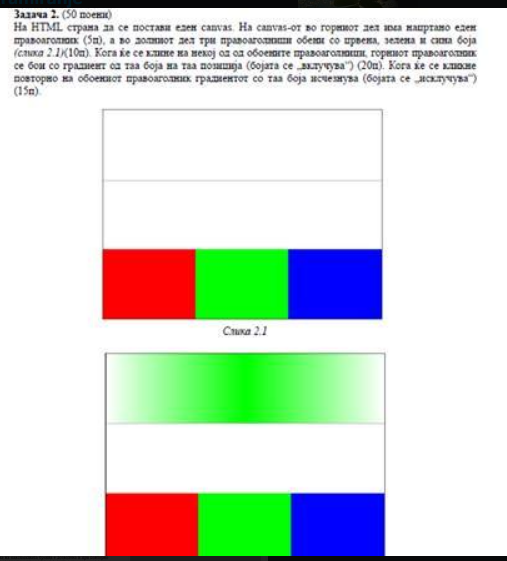 Задача 2. (50 поени)
На HTML страна да се постави еден canvas. На canvas-от во горниот дел има нацртано еден
правоаголник (5п), а во долниот дел три правоаголници обени со црвена, зелена и сина боја
(слика 2.1)(10п). Кога ќе се клине на некој од од обоените правоаголници, горниот правоаголник
се бои со градиент од таа боја на таа позиција (бојата се „вклучува“) (20п). Кога ќе се кликне
повторно на обоениот правоаголник градиентот со таа боја исчезнува (бојата се „исклучува“)
(15п).
Слика 2.1